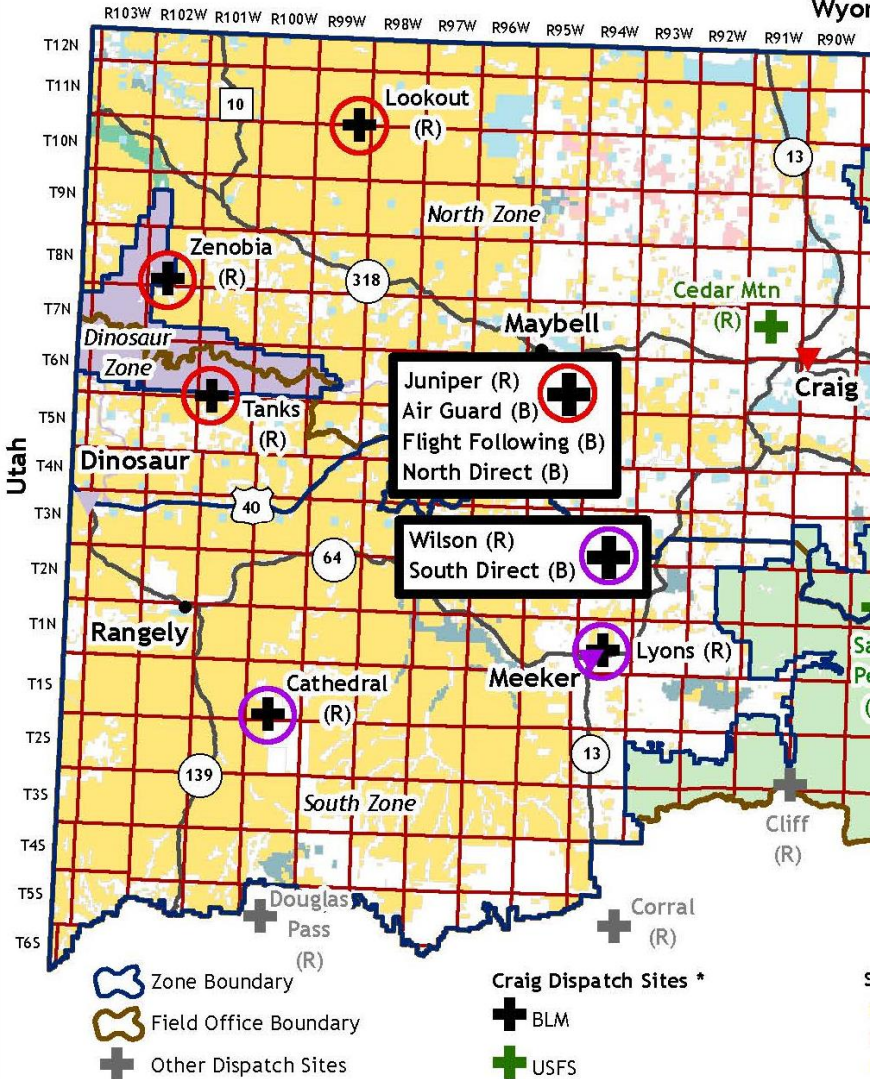 Wyor
R103W R102W R101W R100W R99W R98W R97W R96W R95W R94W R93W R92W R91W R90W
T12N
T11N
T10N
T9N
T8N
T7N
T6N
T5N
T4N
T3N
T2N
T1N
T1S
T2S
T3S
T4S
T5S
T6S
Utah
10
Lookout
(R)
13
North Zone
Zenobia
(R)
318
Cedar Mtn
(R)
Maybell
Dinosaur
Zone
Craig
Juniper (R)
Air Guard (B)
Flight Following (B)
North Direct (B)
Tanks
(R)
Dinosaur
40
Wilson (R)
South Direct (B)
64
Rangely
Lyons (R)
Meeker
Sa
Pe
(
Cathedral
(R)
13
139
South Zone
Cliff
(R)
Douglas
Pass
(R)
Corral
(R)
Zone Boundary
Field Office Boundary
Other Dispatch Sites
Craig Dispatch Sites *
BLM
USFS
S